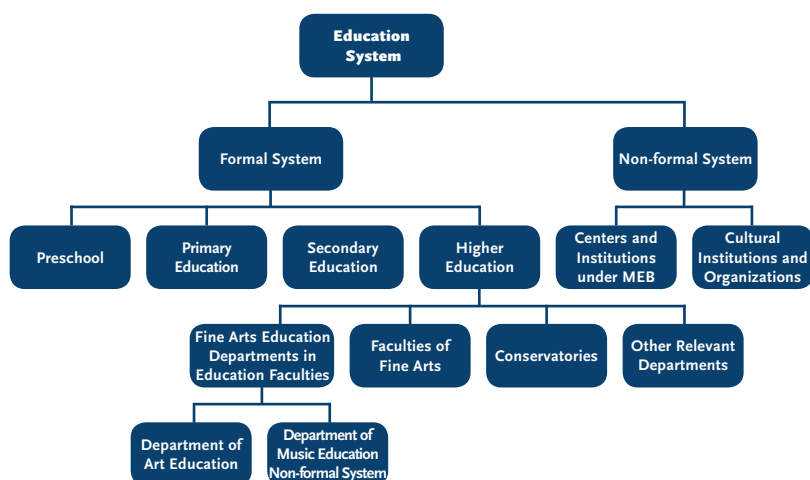 Education
System
Formal System
Non-formal System
Preschool
Primary
Education
Secondary
Education
Higher
Education
Centers and
Institutions
under MEB
Cultural
Institutions and
Organizations
Fine Arts Education
Departments in
Education Faculties
Faculties of
Fine Arts
Conservatories
Other Relevant
Departments
Department of
Art Education
Department of
Music Education
Non-formal System